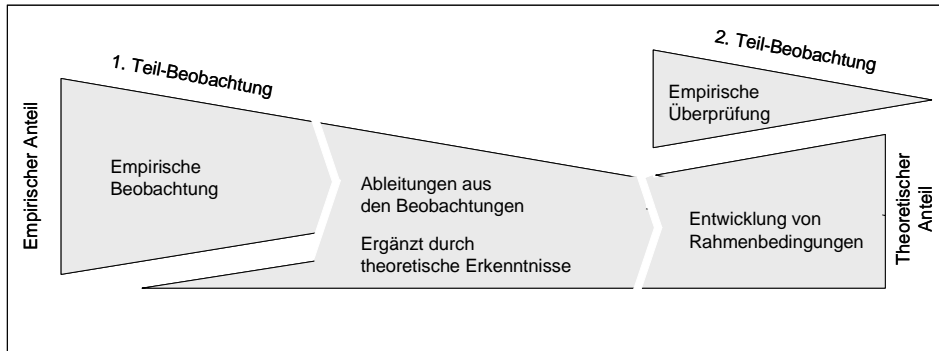 1. Teil-Beobachtung
2. Teil-Beobachtung
Empirischer Anteil
Empirische
Beobachtung
Ableitungen aus
den Beobachtungen
Ergänzt durch
theoretische Erkenntnisse
Empirische
Überprüfung
Entwicklung von
Rahmenbedingungen
Theoretischer
Anteil